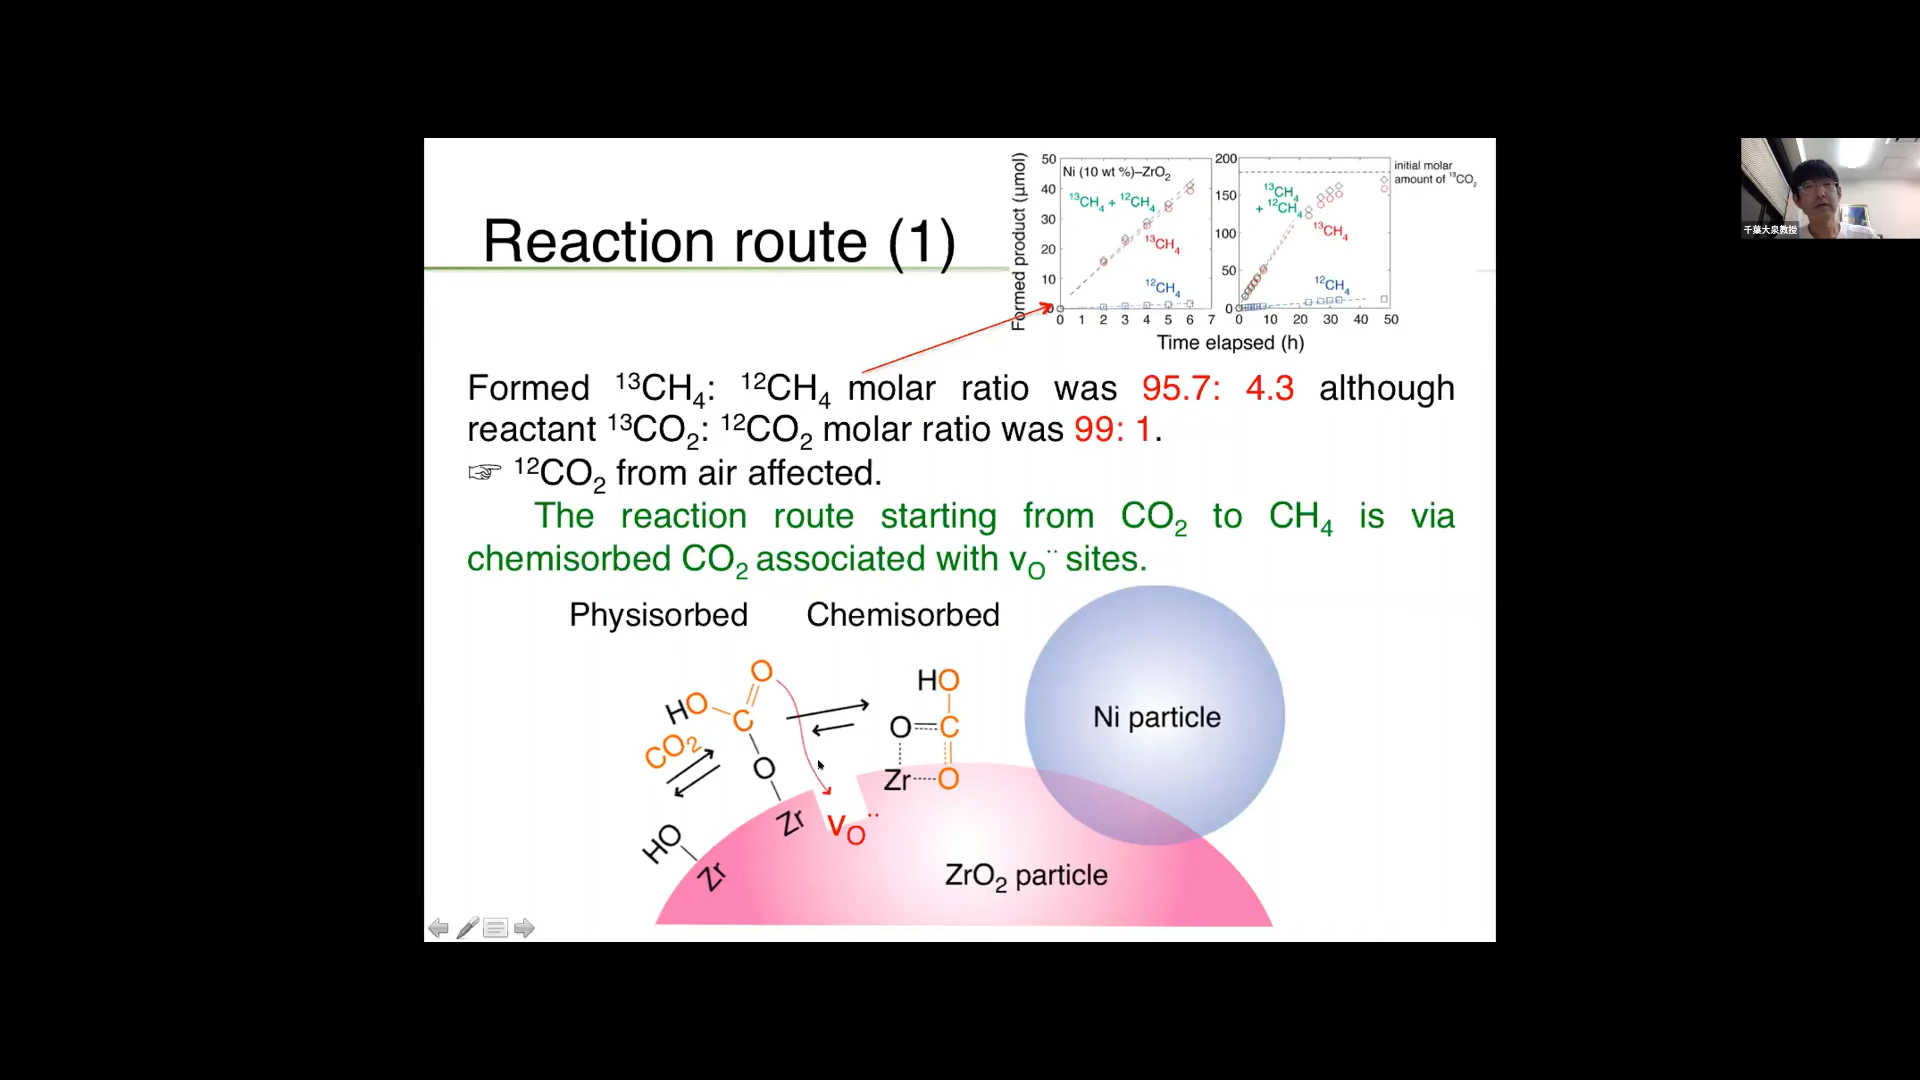 Reaction route (1)
Formed product (μmol)
50
40
30
20
10
0
Ni (10 wt %)–ZrO₂
¹³CH₄ + ¹²CH₄
¹³CH₄
¹²CH₄
0 1 2 3 4 5 6 7
200
150
100
50
0
¹³CH₄
+ ¹²CH₄
¹³CH₄
¹²CH₄
0 10 20 30 40 50
initial molar
amount of ¹³CO₂
Time elapsed (h)
千葉大泉教授
Formed ¹³CH₄: ¹²CH₄ molar ratio was 95.7: 4.3 although
reactant ¹³CO₂: ¹²CO₂ molar ratio was 99: 1.
☞ ¹²CO₂ from air affected.
The reaction route starting from CO₂ to CH₄ is via
chemisorbed CO₂ associated with vO¨ sites.
Physisorbed Chemisorbed
O
HO C
CO₂
O
Zr
HO
Zr
vO¨
HO
O C
Zr O
Ni particle
ZrO₂ particle